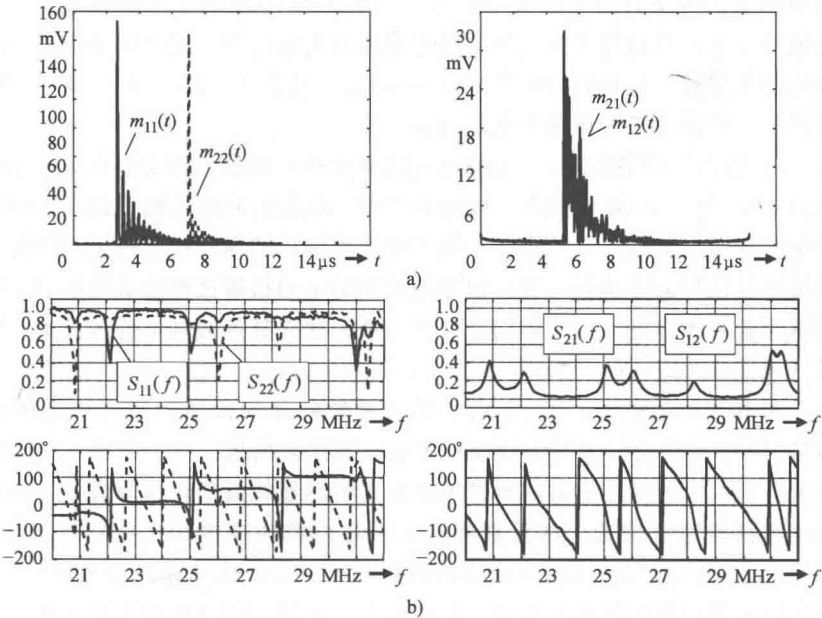 160
mV
140
120
100
80
60
40
20
0 2 4 6 8 10 12 14 μs t
m11(t)
m22(t)
30
mV
24
18
12
6
0 2 4 6 8 10 12 14 μs t
m21(t)
m12(t)
a)
1.0
0.8
0.6
0.4
0.2
0
S11(f)
S22(f)
21 23 25 27 29 MHz f
1.0
0.8
0.6
0.4
0.2
0
S21(f)
S12(f)
21 23 25 27 29 MHz f
200°
100
0
−100
−200
21 23 25 27 29 MHz f
200°
100
0
−100
−200
21 23 25 27 29 MHz f
b)